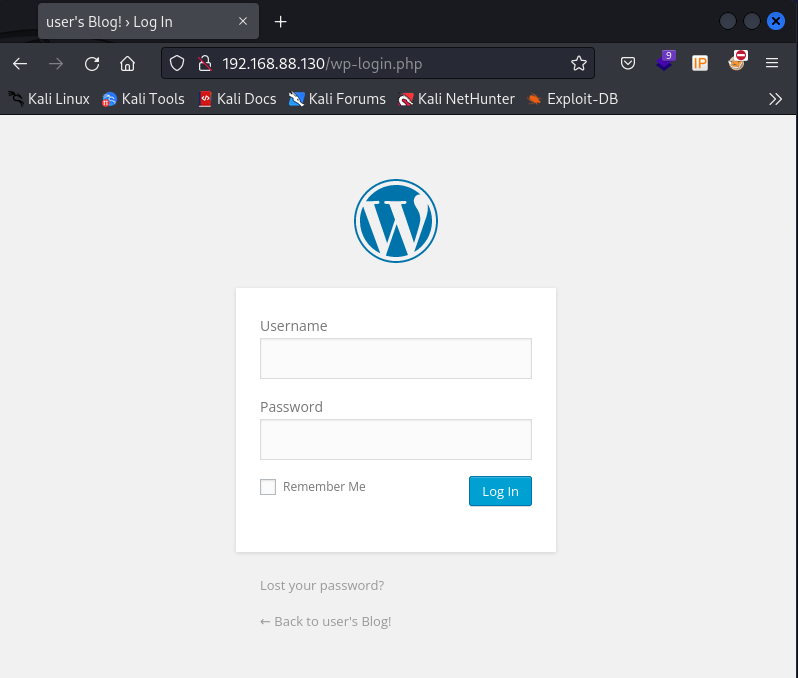 user's Blog! › Log In
192.168.88.130/wp-login.php
9
IP
Kali Linux Kali Tools Kali Docs Kali Forums Kali NetHunter Exploit-DB
W
Username
Password
Remember Me Log In
Lost your password?
← Back to user's Blog!